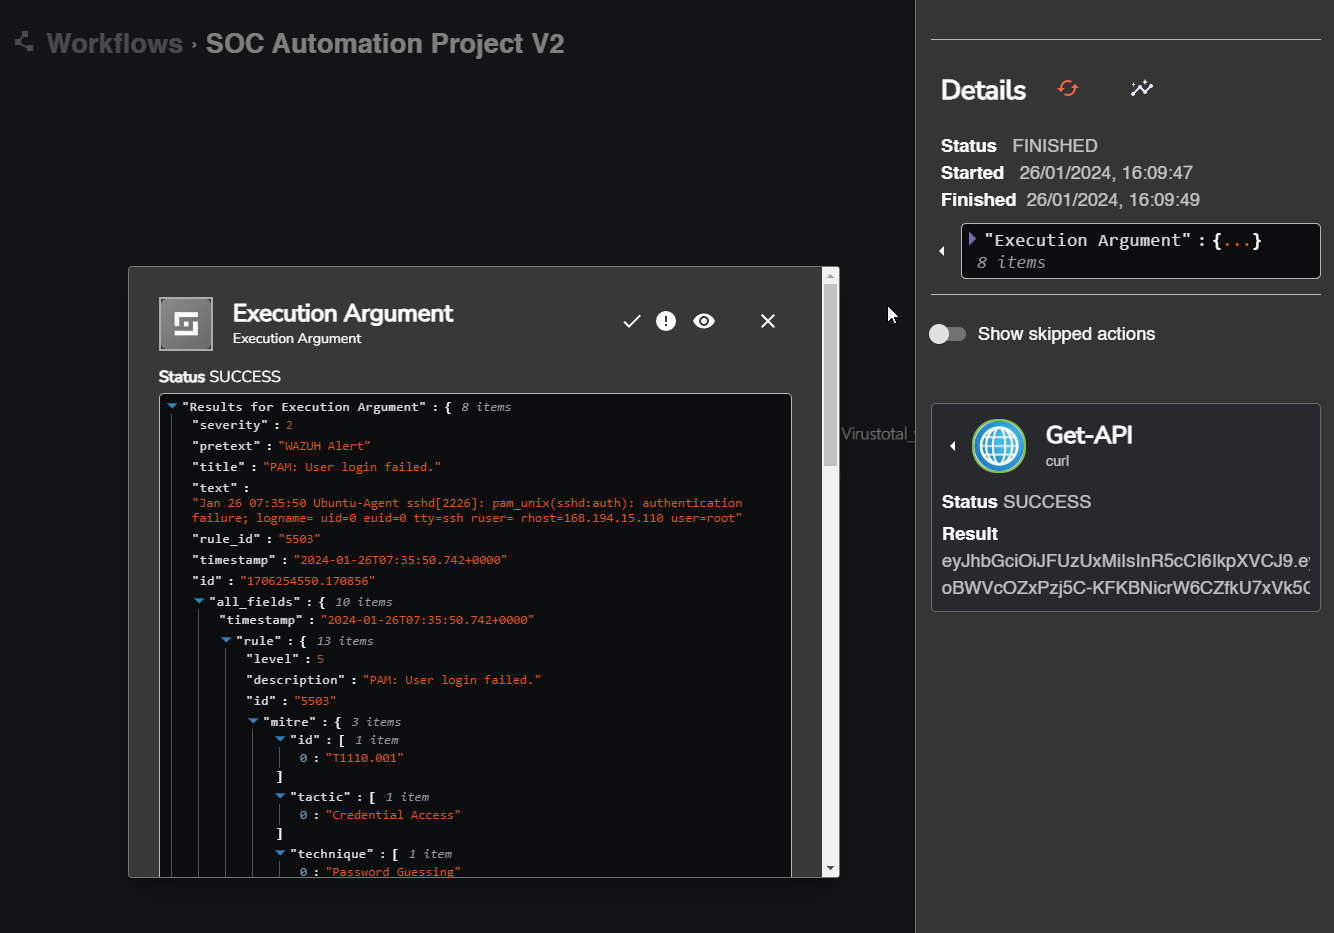 Workflows › SOC Automation Project V2
Execution Argument
Execution Argument
Status SUCCESS
"Results for Execution Argument" : { 8 items
"severity" : 2
"pretext" : "WAZUH Alert"
"title" : "PAM: User login failed."
"text" :
"Jan 26 07:35:50 Ubuntu-Agent sshd[2226]: pam_unix(sshd:auth): authentication
failure; logname= uid=0 euid=0 tty=ssh ruser= rhost=168.194.15.110 user=root"
"rule_id" : "5503"
"timestamp" : "2024-01-26T07:35:50.742+0000"
"id" : "1706254550.170856"
"all_fields" : { 10 items
"timestamp" : "2024-01-26T07:35:50.742+0000"
"rule" : { 13 items
"level" : 5
"description" : "PAM: User login failed."
"id" : "5503"
"mitre" : { 3 items
"id" : [ 1 item
0 : "T1110.001"
]
"tactic" : [ 1 item
0 : "Credential Access"
]
"technique" : [ 1 item
0 : "Password Guessing"
Virustotal_
Details
Status FINISHED
Started 26/01/2024, 16:09:47
Finished 26/01/2024, 16:09:49
"Execution Argument" : {...}
8 items
Show skipped actions
Get-API
curl
Status SUCCESS
Result